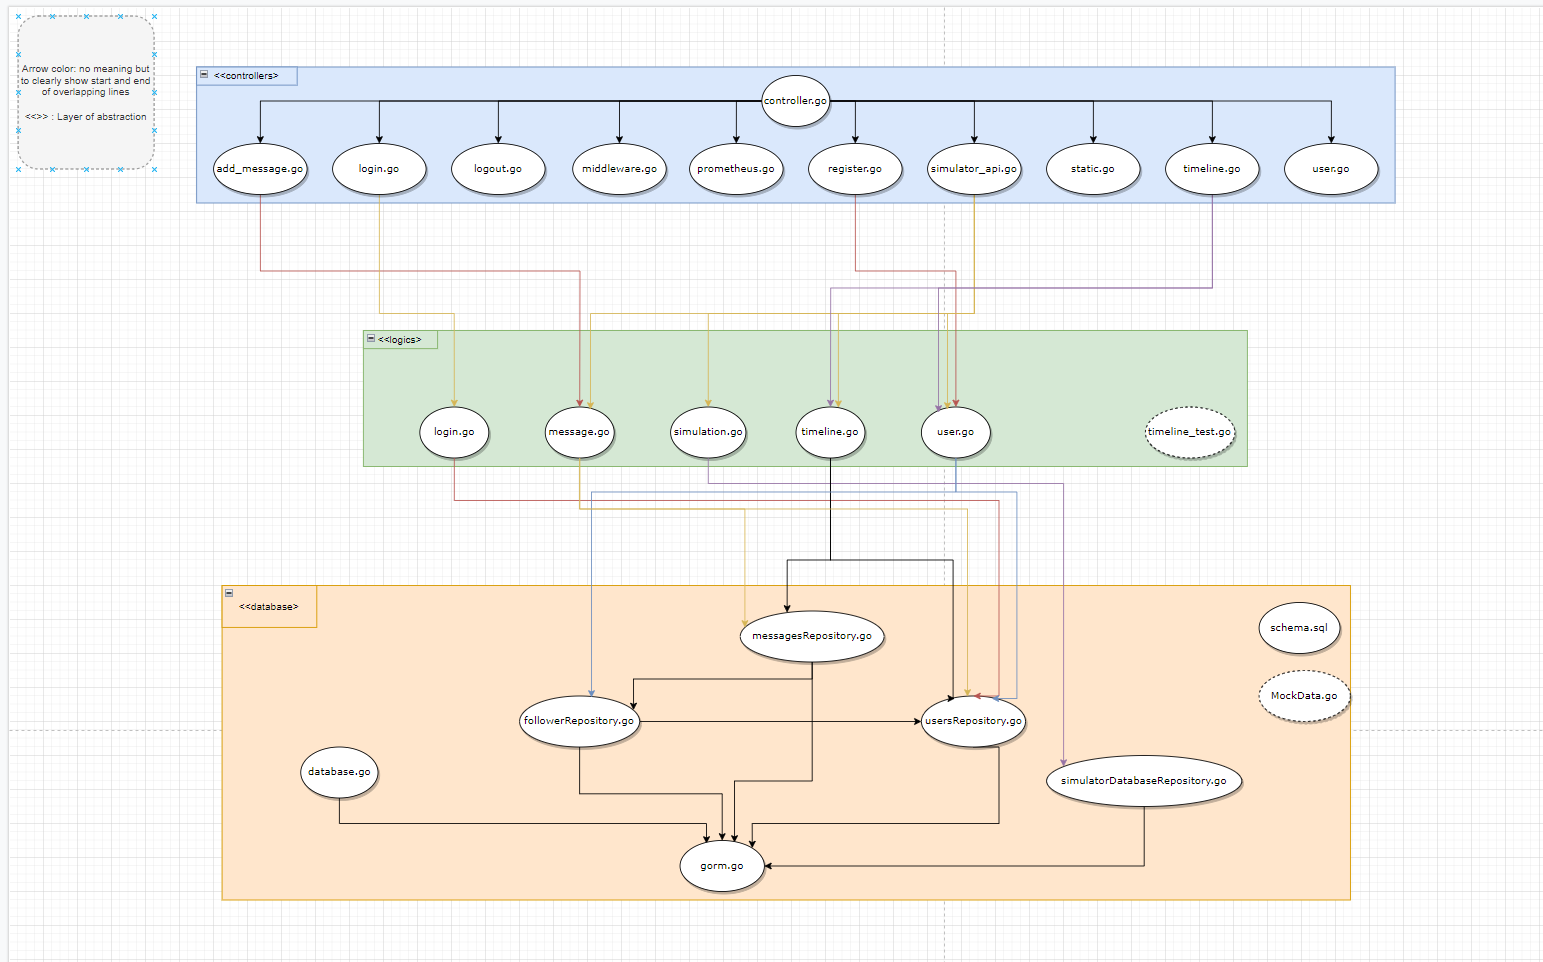 Arrow color: no meaning but
to clearly show start and end
of overlapping lines
<<>> : Layer of abstraction
<<controllers>
controller.go
add_message.go
login.go
logout.go
middleware.go
prometheus.go
register.go
simulator_api.go
static.go
timeline.go
user.go
<<logics>
login.go
message.go
simulation.go
timeline.go
user.go
timeline_test.go
<<database>
messagesRepository.go
schema.sql
MockData.go
followerRepository.go
usersRepository.go
database.go
simulatorDatabaseRepository.go
gorm.go